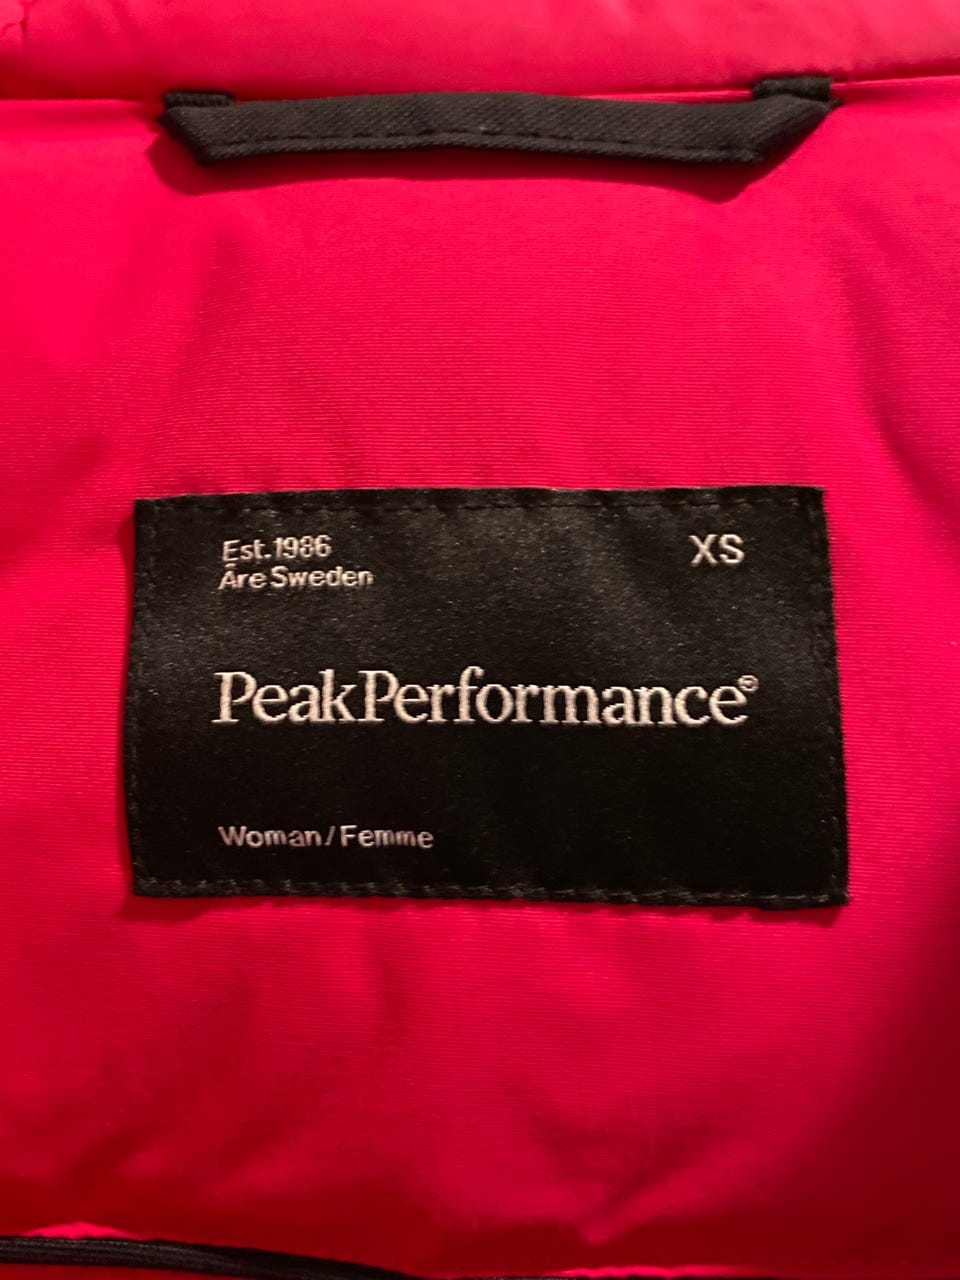 Est.1986
XS
Åre Sweden
PeakPerformance®
Woman/Femme